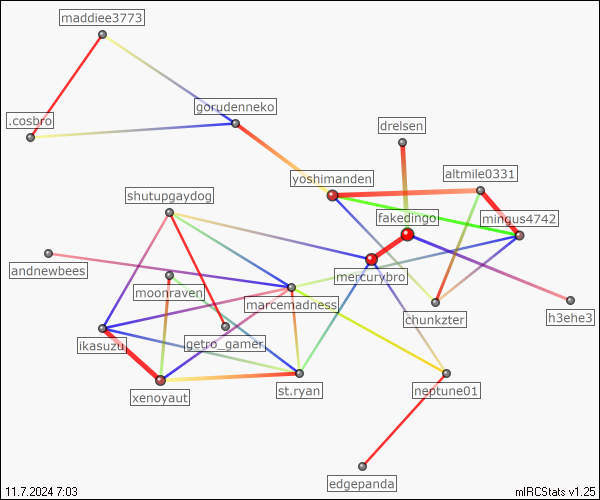 maddiee3773
.cosbro
gorudenneko
drelsen
yoshimanden
altmile0331
shutupgaydog
fakedingo
mingus4742
andnewbees
mercurybro
moonraven
marcemadness
chunkzter
h3ehe3
ikasuzu
getro_gamer
xenoyaut
st.ryan
neptune01
edgepanda
11.7.2024 7:03
mIRCStats v1.25